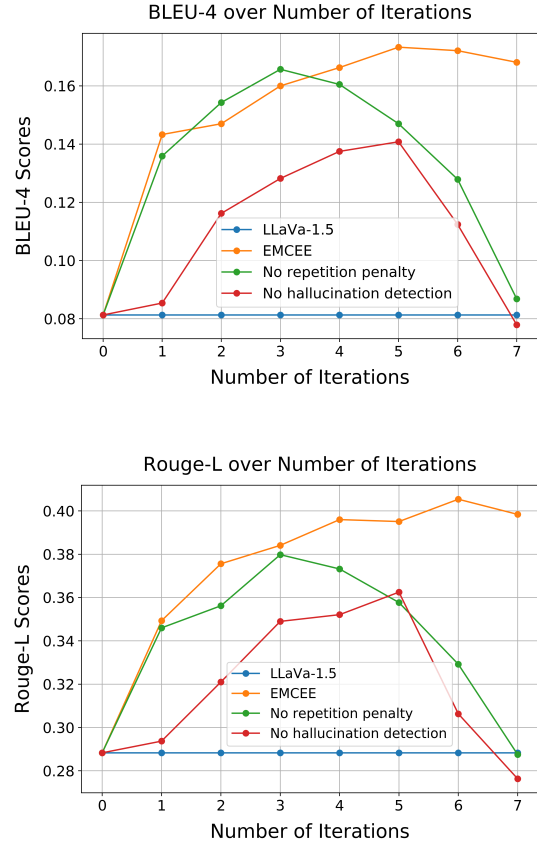 BLEU-4 over Number of Iterations
BLEU-4 Scores
0.16
0.14
0.12
0.10
0.08
LLaVa-1.5
EMCEE
No repetition penalty
No hallucination detection
0 1 2 3 4 5 6 7
Number of Iterations
Rouge-L over Number of Iterations
Rouge-L Scores
0.40
0.38
0.36
0.34
0.32
0.30
0.28
LLaVa-1.5
EMCEE
No repetition penalty
No hallucination detection
0 1 2 3 4 5 6 7
Number of Iterations